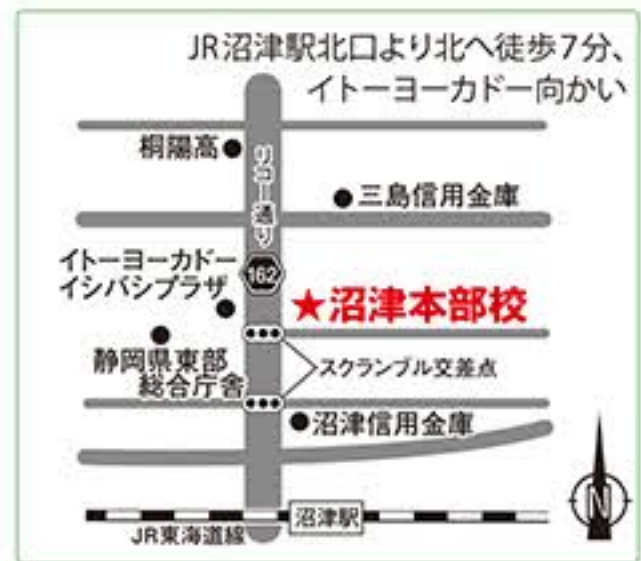 JR沼津駅北口より北へ徒歩7分、
イトーヨーカドー向かい
桐陽高
リコー通り
三島信用金庫
イトーヨーカドー
イシバシプラザ
162
★沼津本部校
静岡県東部
総合庁舎
スクランブル交差点
沼津信用金庫
沼津駅
JR東海道線
N